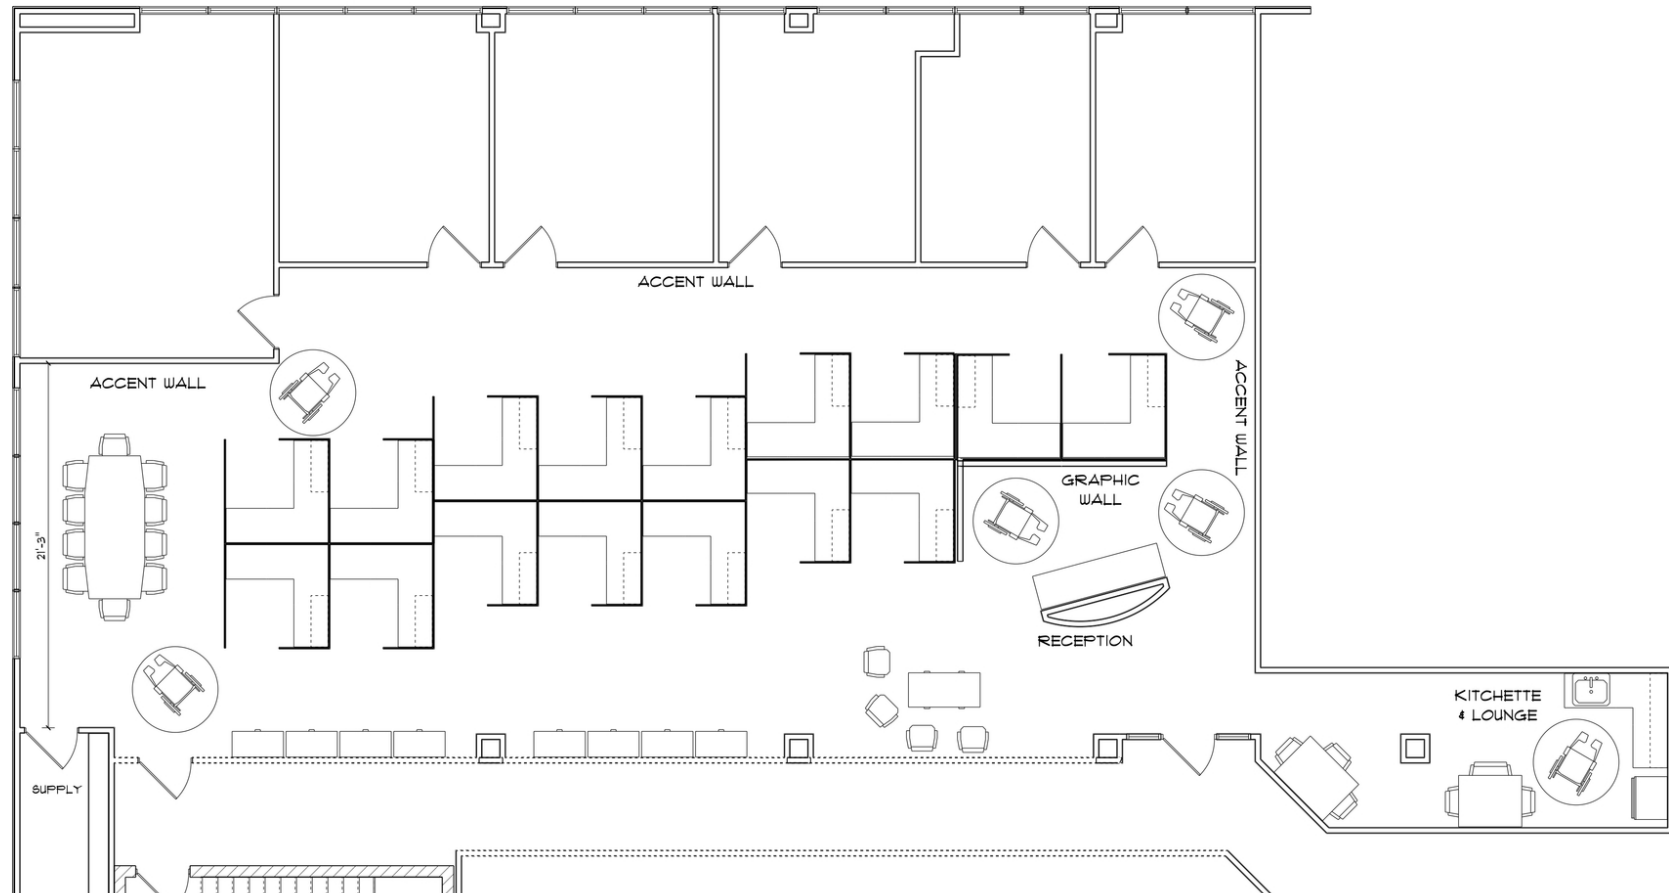 ACCENT WALL
ACCENT WALL
ACCENT WALL
GRAPHIC
WALL
21'-3"
RECEPTION
KITCHETTE
& LOUNGE
SUPPLY